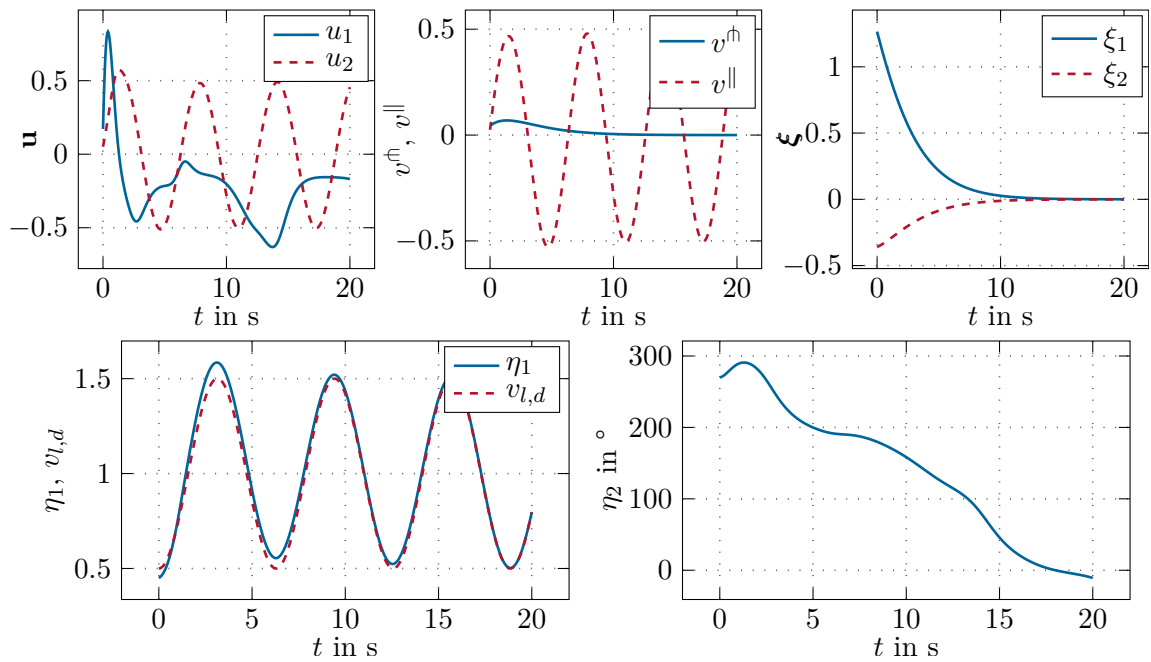 u₁
u₂
0.5
0
−0.5
u
0 10 20
t in s
v⋔
v∥
0.5
0
−0.5
v⋔, v∥
0 10 20
t in s
ξ₁
ξ₂
1
0
−0.5
ξ
0 10 20
t in s
η₁
v_{l,d}
1.5
1
0.5
η₁, v_{l,d}
0 5 10 15 20
t in s
300
200
100
0
η₂ in °
0 5 10 15 20
t in s